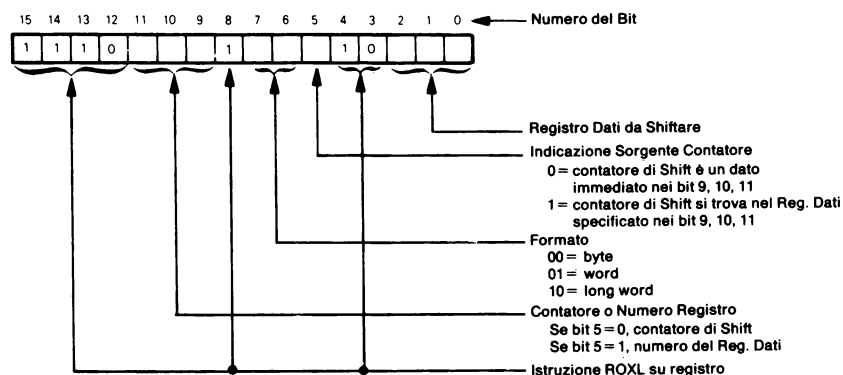 15 14 13 12 11 10 9 8 7 6 5 4 3 2 1 0 Numero del Bit
1 1 1 0 1 1 0
Registro Dati da Shiftare
Indicazione Sorgente Contatore
0 = contatore di Shift è un dato
immediato nei bit 9, 10, 11
1 = contatore di Shift si trova nel Reg. Dati
specificato nei bit 9, 10, 11
Formato
00 = byte
01 = word
10 = long word
Contatore o Numero Registro
Se bit 5 = 0, contatore di Shift
Se bit 5 = 1, numero del Reg. Dati
Istruzione ROXL su registro